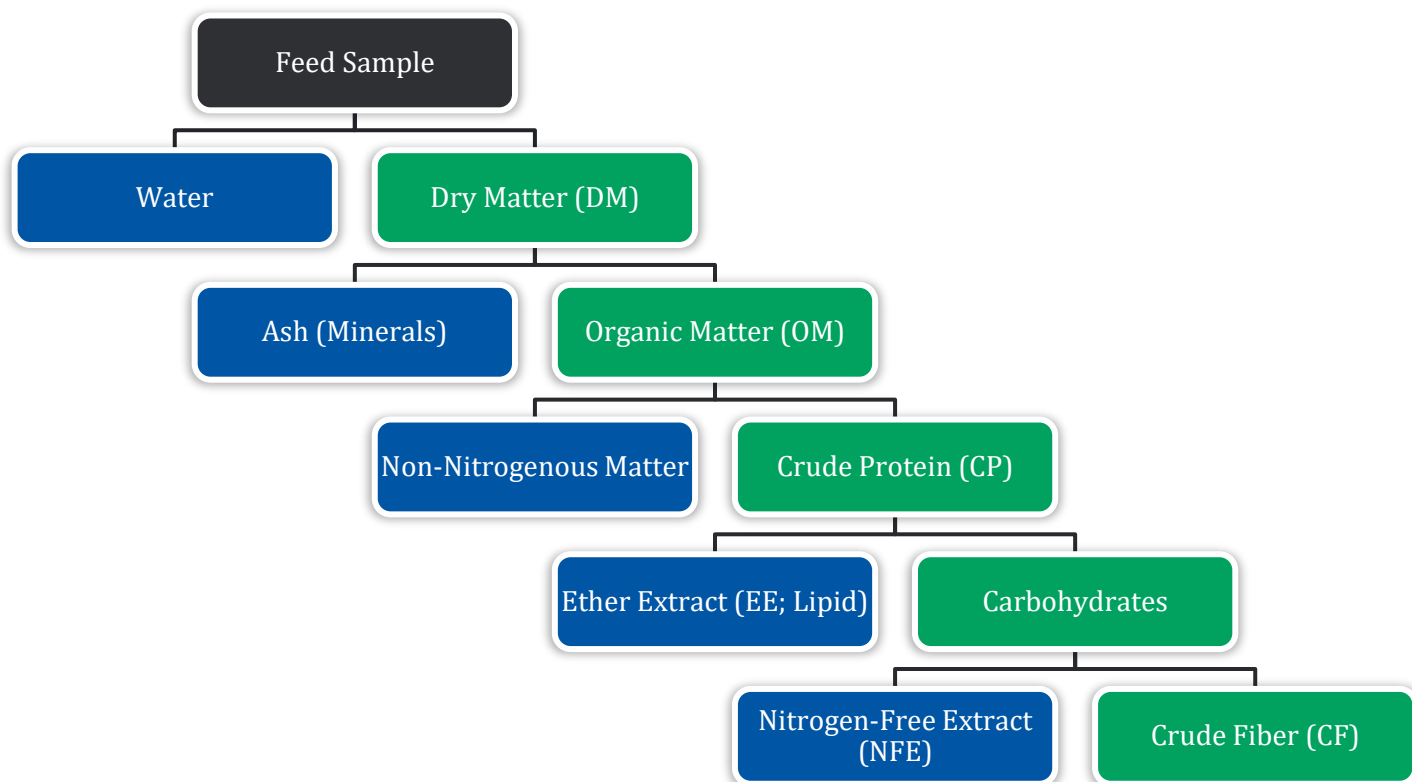 Feed Sample
Water
Dry Matter (DM)
Ash (Minerals)
Organic Matter (OM)
Non-Nitrogenous Matter
Crude Protein (CP)
Ether Extract (EE; Lipid)
Carbohydrates
Nitrogen-Free Extract
(NFE)
Crude Fiber (CF)